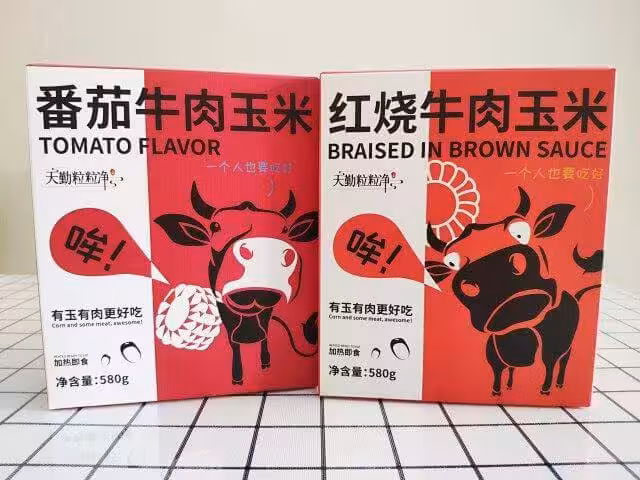 番茄牛肉玉米
TOMATO FLAVOR
一个人也要吃好
天勤粒粒净
哞!
有玉有肉更好吃
Corn and some meat, awesome!
加热即食
净含量:580g
红烧牛肉玉米
BRAISED IN BROWN SAUCE
一个人也要吃好
天勤粒粒净
哞!
有玉有肉更好吃
Corn and some meat, awesome!
加热即食
净含量:580g